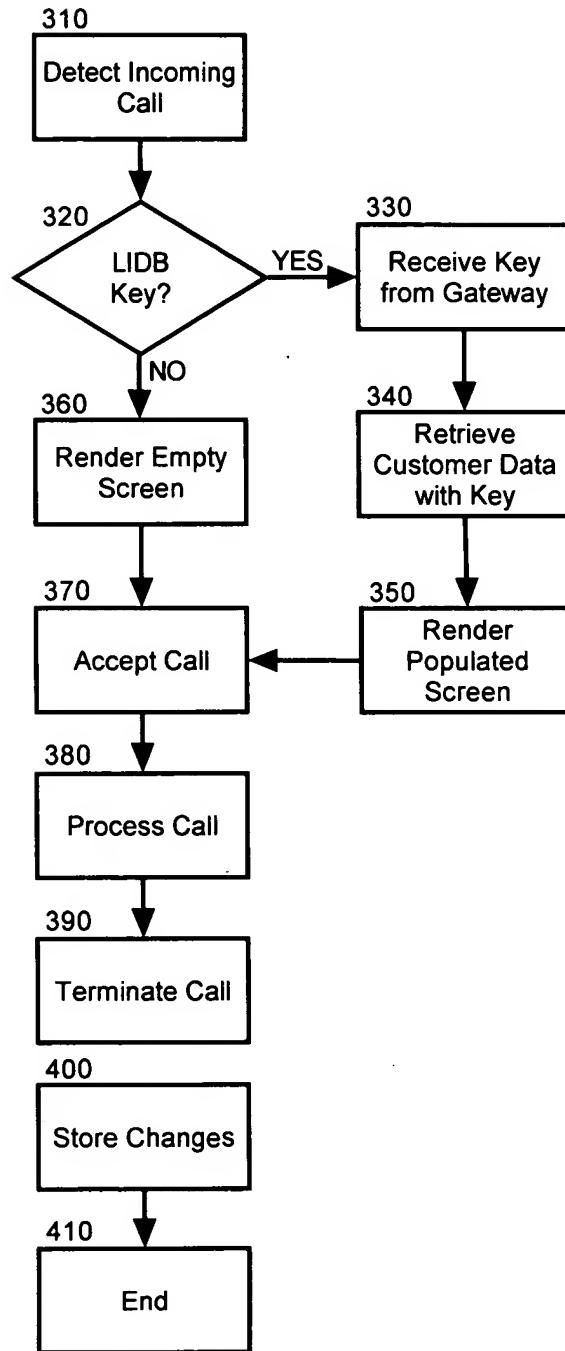 310
Detect Incoming
Call
320
LIDB
Key?
YES
NO
330
Receive Key
from Gateway
340
Retrieve
Customer Data
with Key
350
Render
Populated
Screen
360
Render Empty
Screen
370
Accept Call
380
Process Call
390
Terminate Call
400
Store Changes
410
End